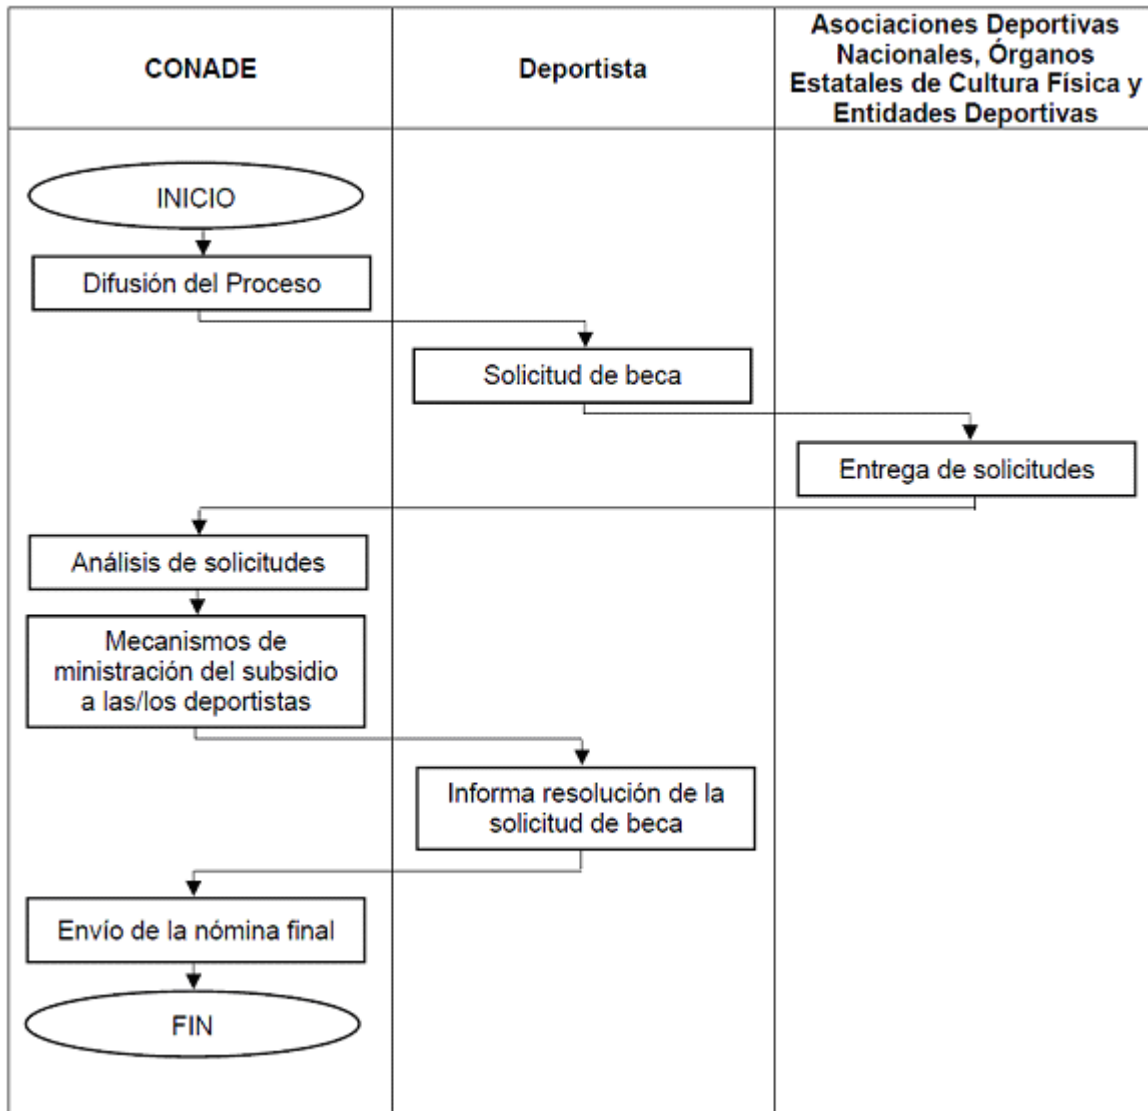 CONADE
Deportista
Asociaciones Deportivas
Nacionales, Órganos
Estatales de Cultura Física y
Entidades Deportivas
INICIO
Difusión del Proceso
Solicitud de beca
Entrega de solicitudes
Análisis de solicitudes
Mecanismos de
ministración del subsidio
a las/los deportistas
Informa resolución de la
solicitud de beca
Envío de la nómina final
FIN